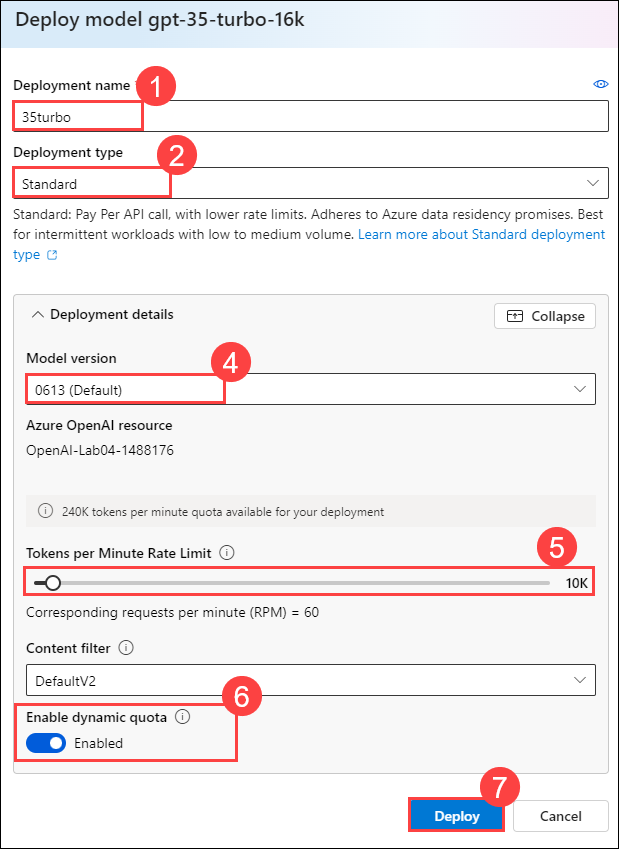 Deploy model gpt-35-turbo-16k
Deployment name 1
35turbo
Deployment type 2
Standard
Standard: Pay Per API call, with lower rate limits. Adheres to Azure data residency promises. Best
for intermittent workloads with low to medium volume. Learn more about Standard deployment
type
Deployment details
Collapse
Model version 4
0613 (Default)
Azure OpenAI resource
OpenAI-Lab04-1488176
240K tokens per minute quota available for your deployment
Tokens per Minute Rate Limit 5
10K
Corresponding requests per minute (RPM) = 60
Content filter
DefaultV2
6
Enable dynamic quota
Enabled
7
Deploy
Cancel